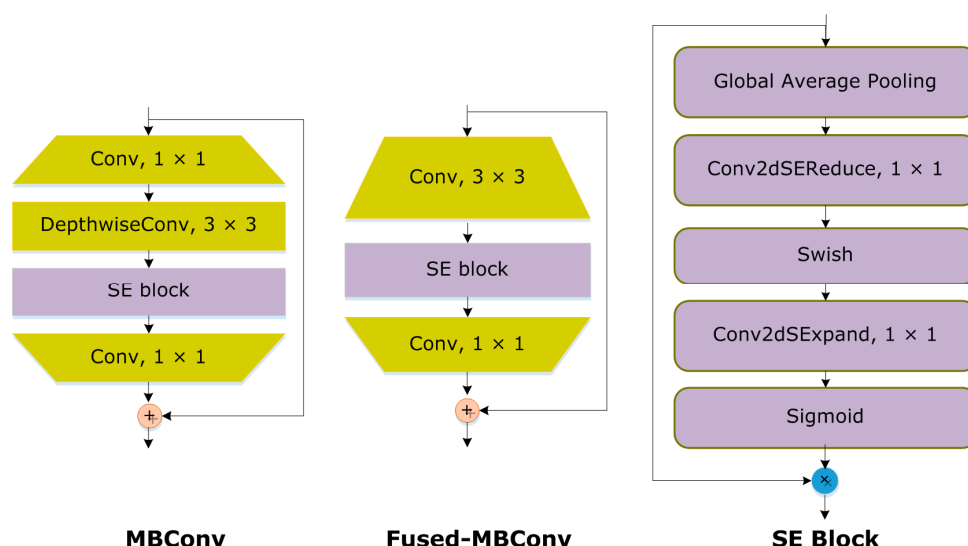 Conv, 1 × 1
DepthwiseConv, 3 × 3
SE block
Conv, 1 × 1
+
MBConv
Conv, 3 × 3
SE block
Conv, 1 × 1
+
Fused-MBConv
Global Average Pooling
Conv2dSEReduce, 1 × 1
Swish
Conv2dSExpand, 1 × 1
Sigmoid
×
SE Block